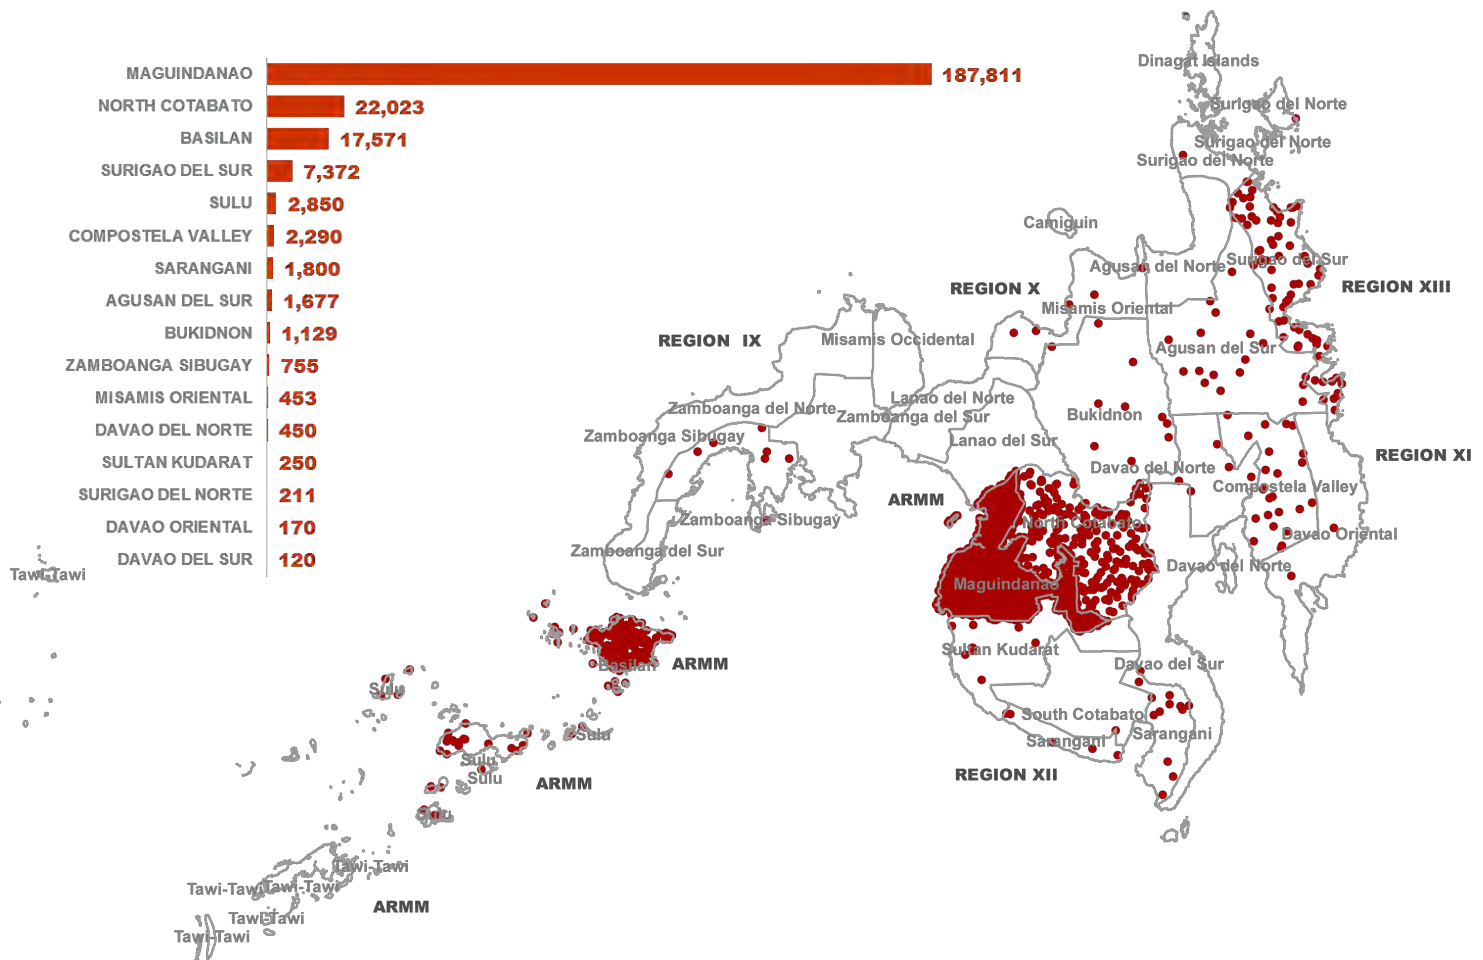 MAGUINDANAO 187,811
NORTH COTABATO 22,023
BASILAN 17,571
SURIGAO DEL SUR 7,372
SULU 2,850
COMPOSTELA VALLEY 2,290
SARANGANI 1,800
AGUSAN DEL SUR 1,677
BUKIDNON 1,129
ZAMBOANGA SIBUGAY 755
MISAMIS ORIENTAL 453
DAVAO DEL NORTE 450
SULTAN KUDARAT 250
SURIGAO DEL NORTE 211
DAVAO ORIENTAL 170
DAVAO DEL SUR 120
Dinagat Islands
Surigao del Norte
Surigao del Norte
Surigao del Norte
Camiguin
Agusan del Norte
Surigao del Sur
REGION XIII
REGION X
Misamis Oriental
REGION IX
Misamis Occidental
Agusan del Sur
Lanao del Norte
Zamboanga del Norte
Zamboanga del Sur
Bukidnon
Zamboanga Sibugay
Lanao del Sur
REGION XI
Davao del Norte
Compostela Valley
ARMM
Zamboanga Sibugay
North Cotabato
Davao Oriental
Zamboanga del Sur
Davao del Norte
Tawi-Tawi
Maguindanao
Sultan Kudarat
Basilan
ARMM
Davao del Sur
Sulu
South Cotabato
Sulu
Sarangani
Sarangani
Sulu
Sulu
REGION XII
ARMM
Sulu
Tawi-Tawi
Tawi-Tawi
Tawi-Tawi
ARMM
Tawi-Tawi
Tawi-Tawi